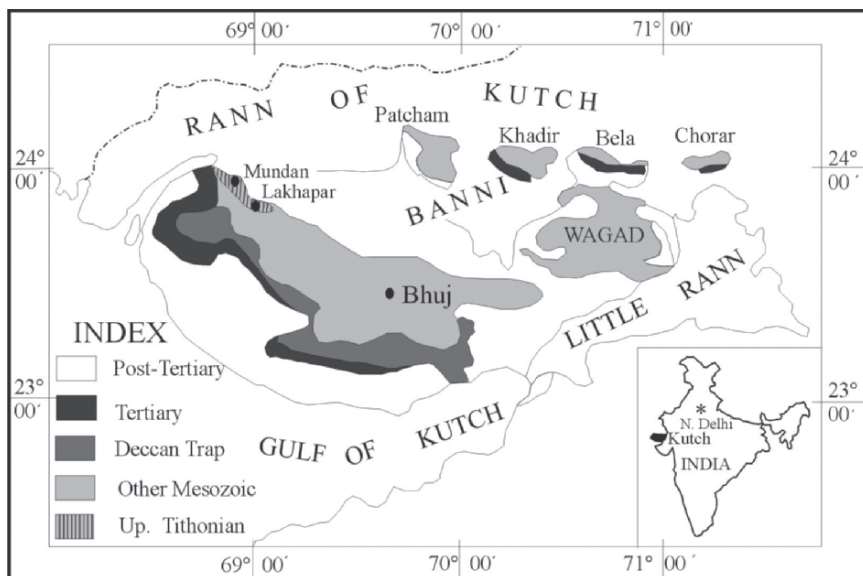 69° 00´ 70° 00´ 71° 00´
RANN OF KUTCH
Patcham
Khadir Bela Chorar
24° 00´ 24° 00´
Mundan
Lakhapar
BANNI
WAGAD
Bhuj
LITTLE RANN
INDEX
Post-Tertiary
Tertiary
Deccan Trap
Other Mesozoic
Up. Tithonian
23° 00´ 23° 00´
GULF OF KUTCH
*
N. Delhi
Kutch
INDIA
69° 00´ 70° 00´ 71° 00´